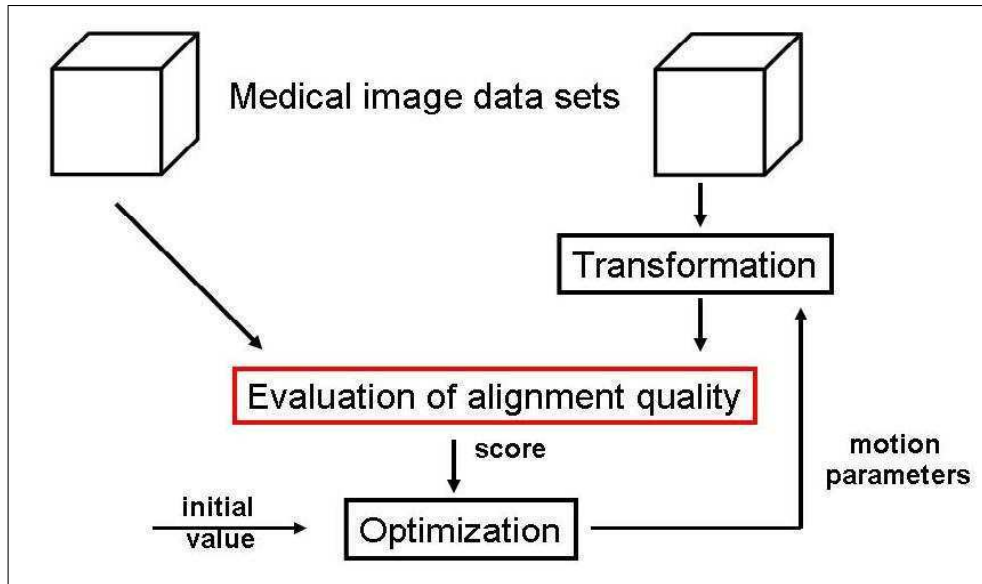 Medical image data sets
Transformation
Evaluation of alignment quality
score
motion
parameters
initial
value
Optimization